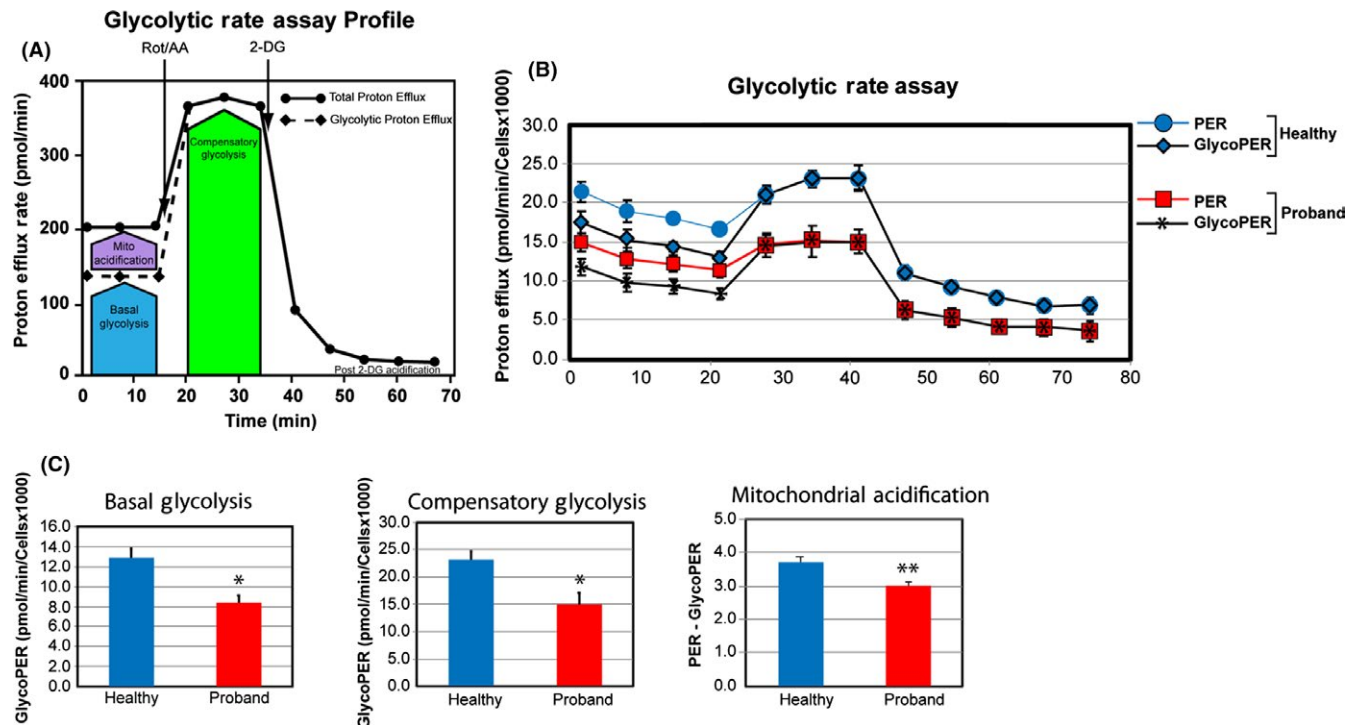 Glycolytic rate assay Profile
(A)
Rot/AA
2-DG
Proton efflux rate (pmol/min)
400
300
200
100
0
Total Proton Efflux
Glycolytic Proton Efflux
Compensatory
glycolysis
Mito
acidification
Basal
glycolysis
Post 2-DG acidification
0 10 20 30 40 50 60 70
Time (min)
(B)
Glycolytic rate assay
Proton efflux (pmol/min/Cellsx1000)
30.0
25.0
20.0
15.0
10.0
5.0
0.0
0 10 20 30 40 50 60 70 80
PER
GlycoPER
Healthy
PER
GlycoPER
Proband
(C)
Basal glycolysis
GlycoPER (pmol/min/Cellsx1000)
16.0
14.0
12.0
10.0
8.0
6.0
4.0
2.0
0.0
*
Healthy Proband
Compensatory glycolysis
GlycoPER (pmol/min/Cellsx1000)
30.0
25.0
20.0
15.0
10.0
5.0
0.0
*
Healthy Proband
Mitochondrial acidification
PER - GlycoPER
5.0
4.0
3.0
2.0
1.0
0.0
**
Healthy Proband